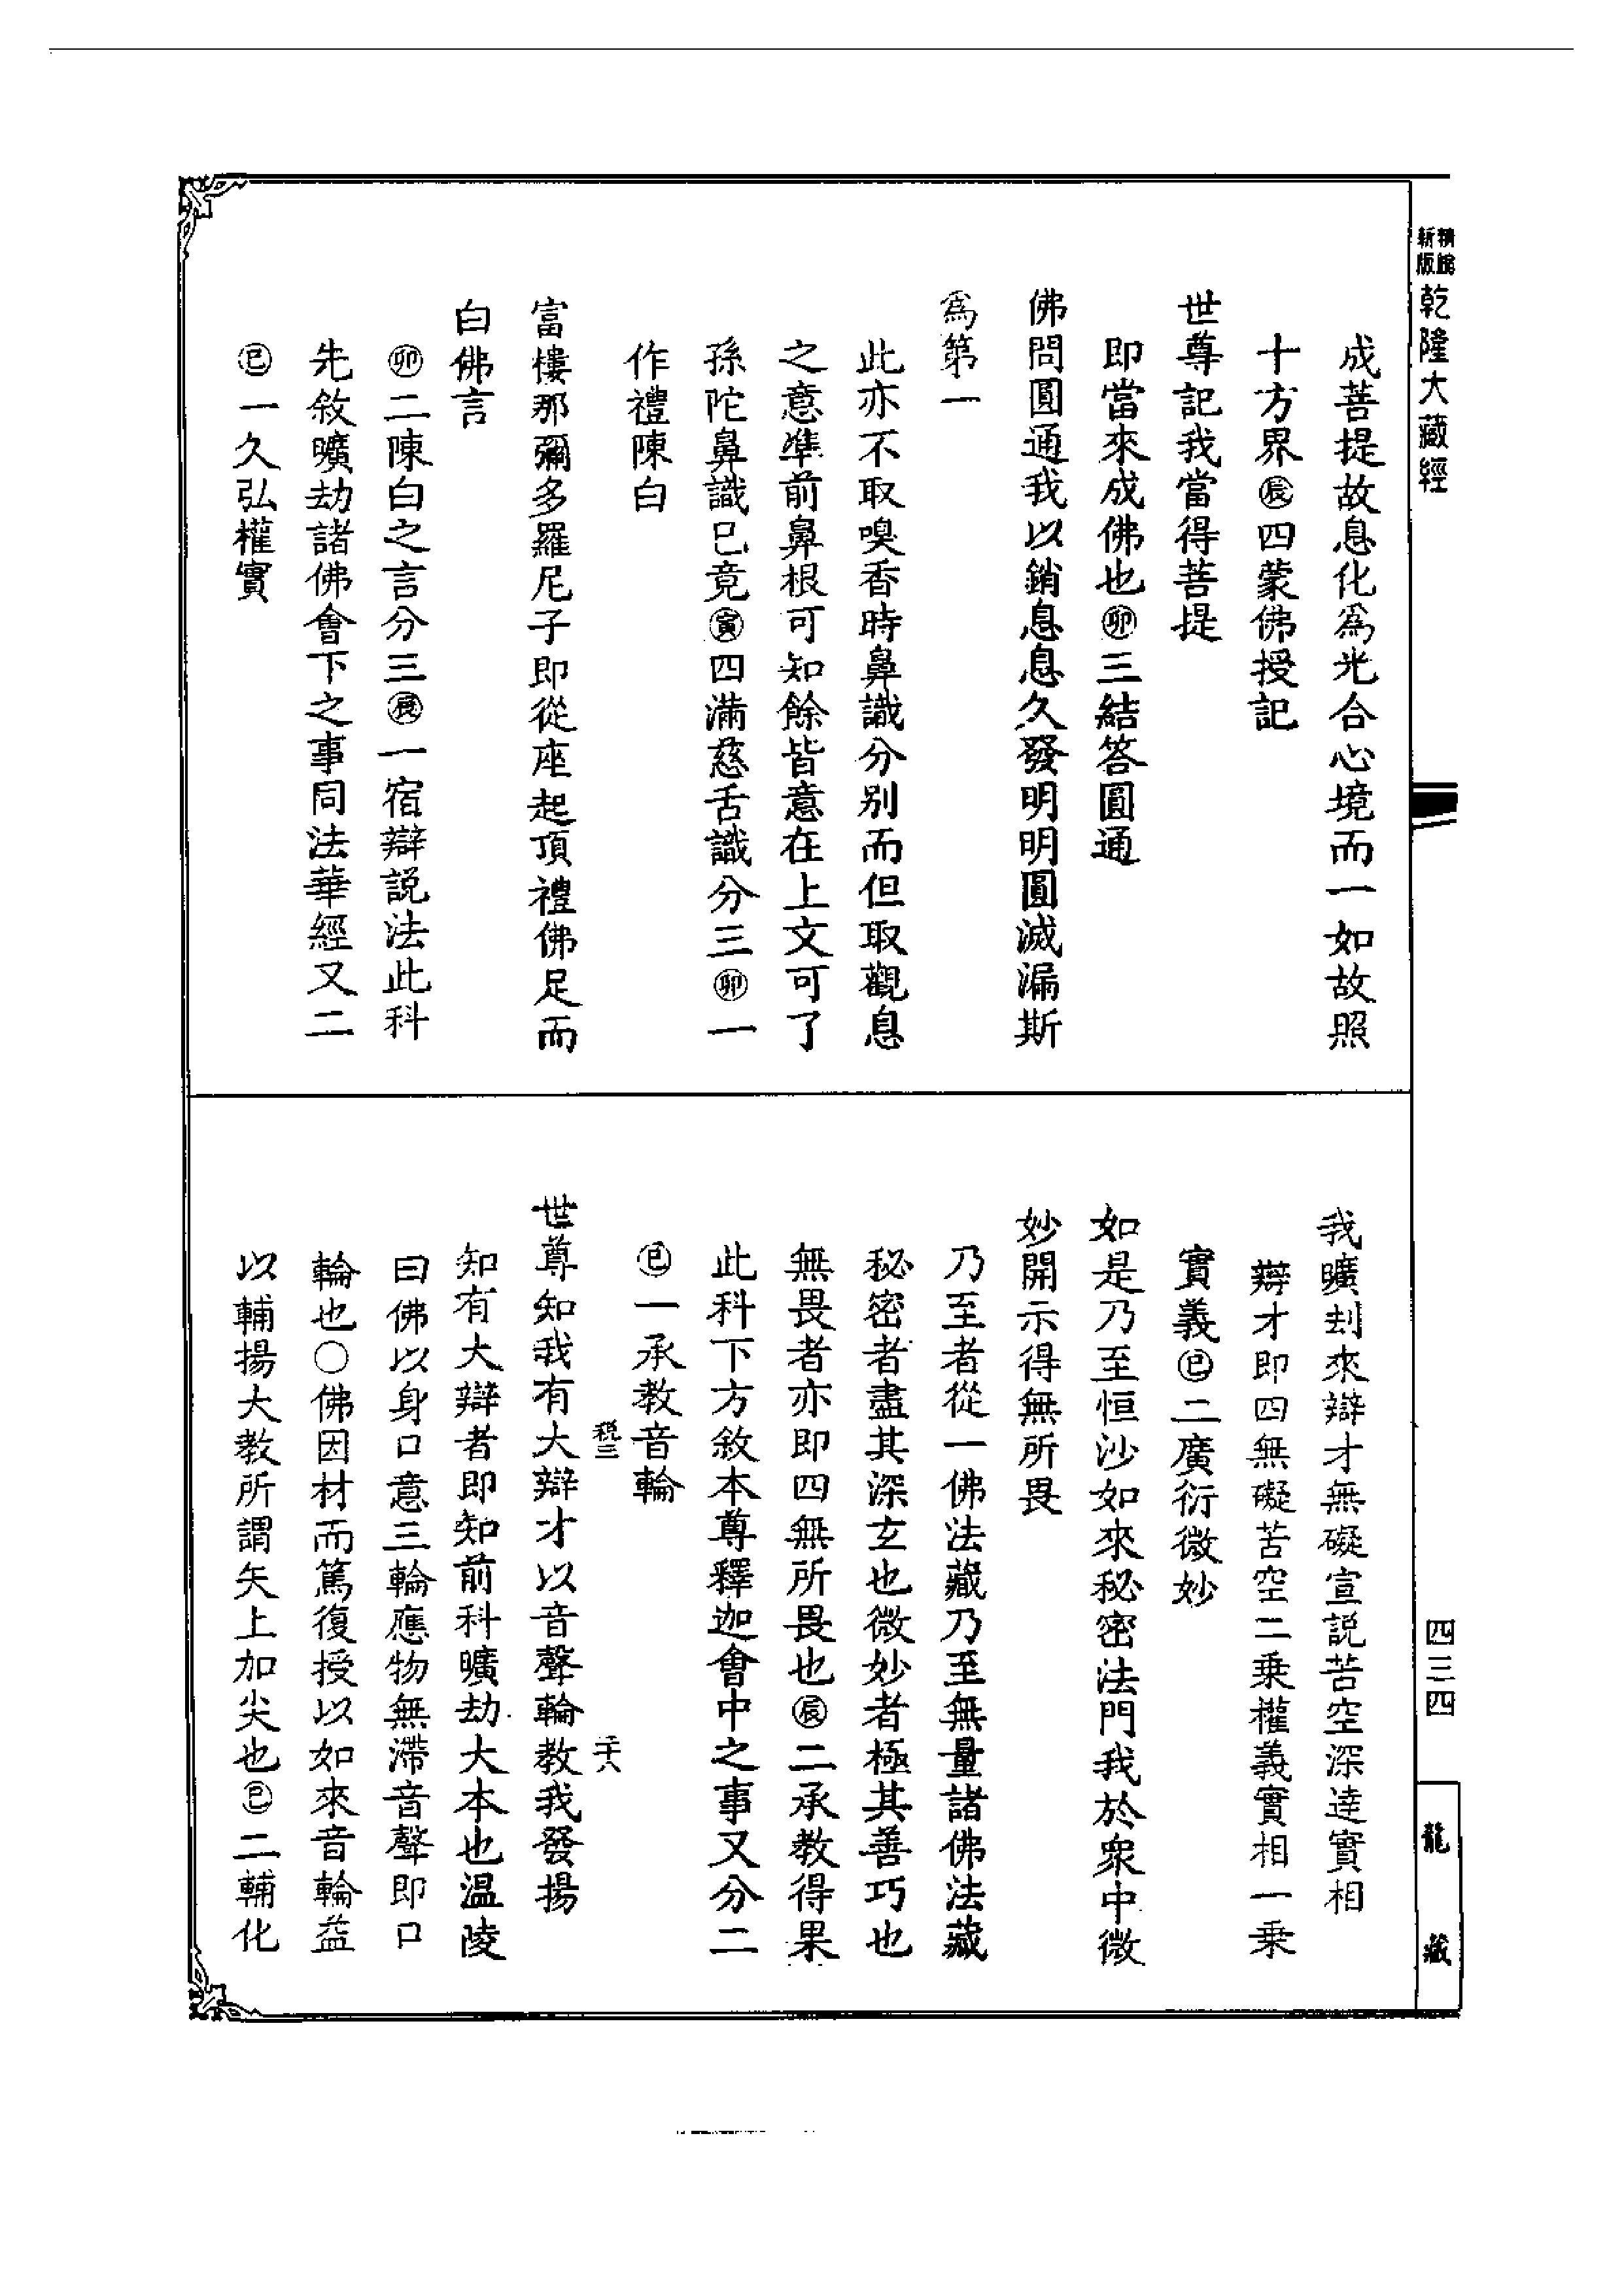 精縮新版乾隆大藏經
成菩提故息化為光合心境而一如故照
十方界㊂四蒙佛授記
世尊記我當得菩提
即當來成佛也卯三結答圓通
佛問圓通我以銷息息久發明明圓滅漏斯
為第一
此亦不取嗅香時鼻識分別而但取觀息
之意準前鼻根可知餘皆意在上文可了
孫陀鼻識已竟寅四滿慈舌識分三卯一
作禮陳白
富樓那彌多羅尼子即從座起頂禮佛足而
白佛言
卯二陳白之言分三辰一宿辯說法此科
先敘曠劫諸佛會下之事同法華經又二
巳一久弘權實
我曠刦來辯才無礙宣說苦空深達實相
辯才即四無礙苦空二乘權義實相一乘
實義巳二廣衍微妙
如是乃至恒沙如來秘密法門我於眾中微
妙開示得無所畏
乃至者從一佛法藏乃至無量諸佛法藏
秘密者盡其深玄也微妙者極其善巧也
無畏者亦即四無所畏也辰二承教得果
此科下方敘本尊釋迦會中之事又分二
巳一承教音輪
稅三
二十八
世尊知我有大辯才以音聲輪教我發揚
知有大辯者即知前科曠劫大本也溫陵
曰佛以身口意三輪應物無滯音聲即口
輪也○佛因材而篤復授以如來音輪益
以輔揚大教所謂矢上加尖也巳二輔化
四三四
龍藏